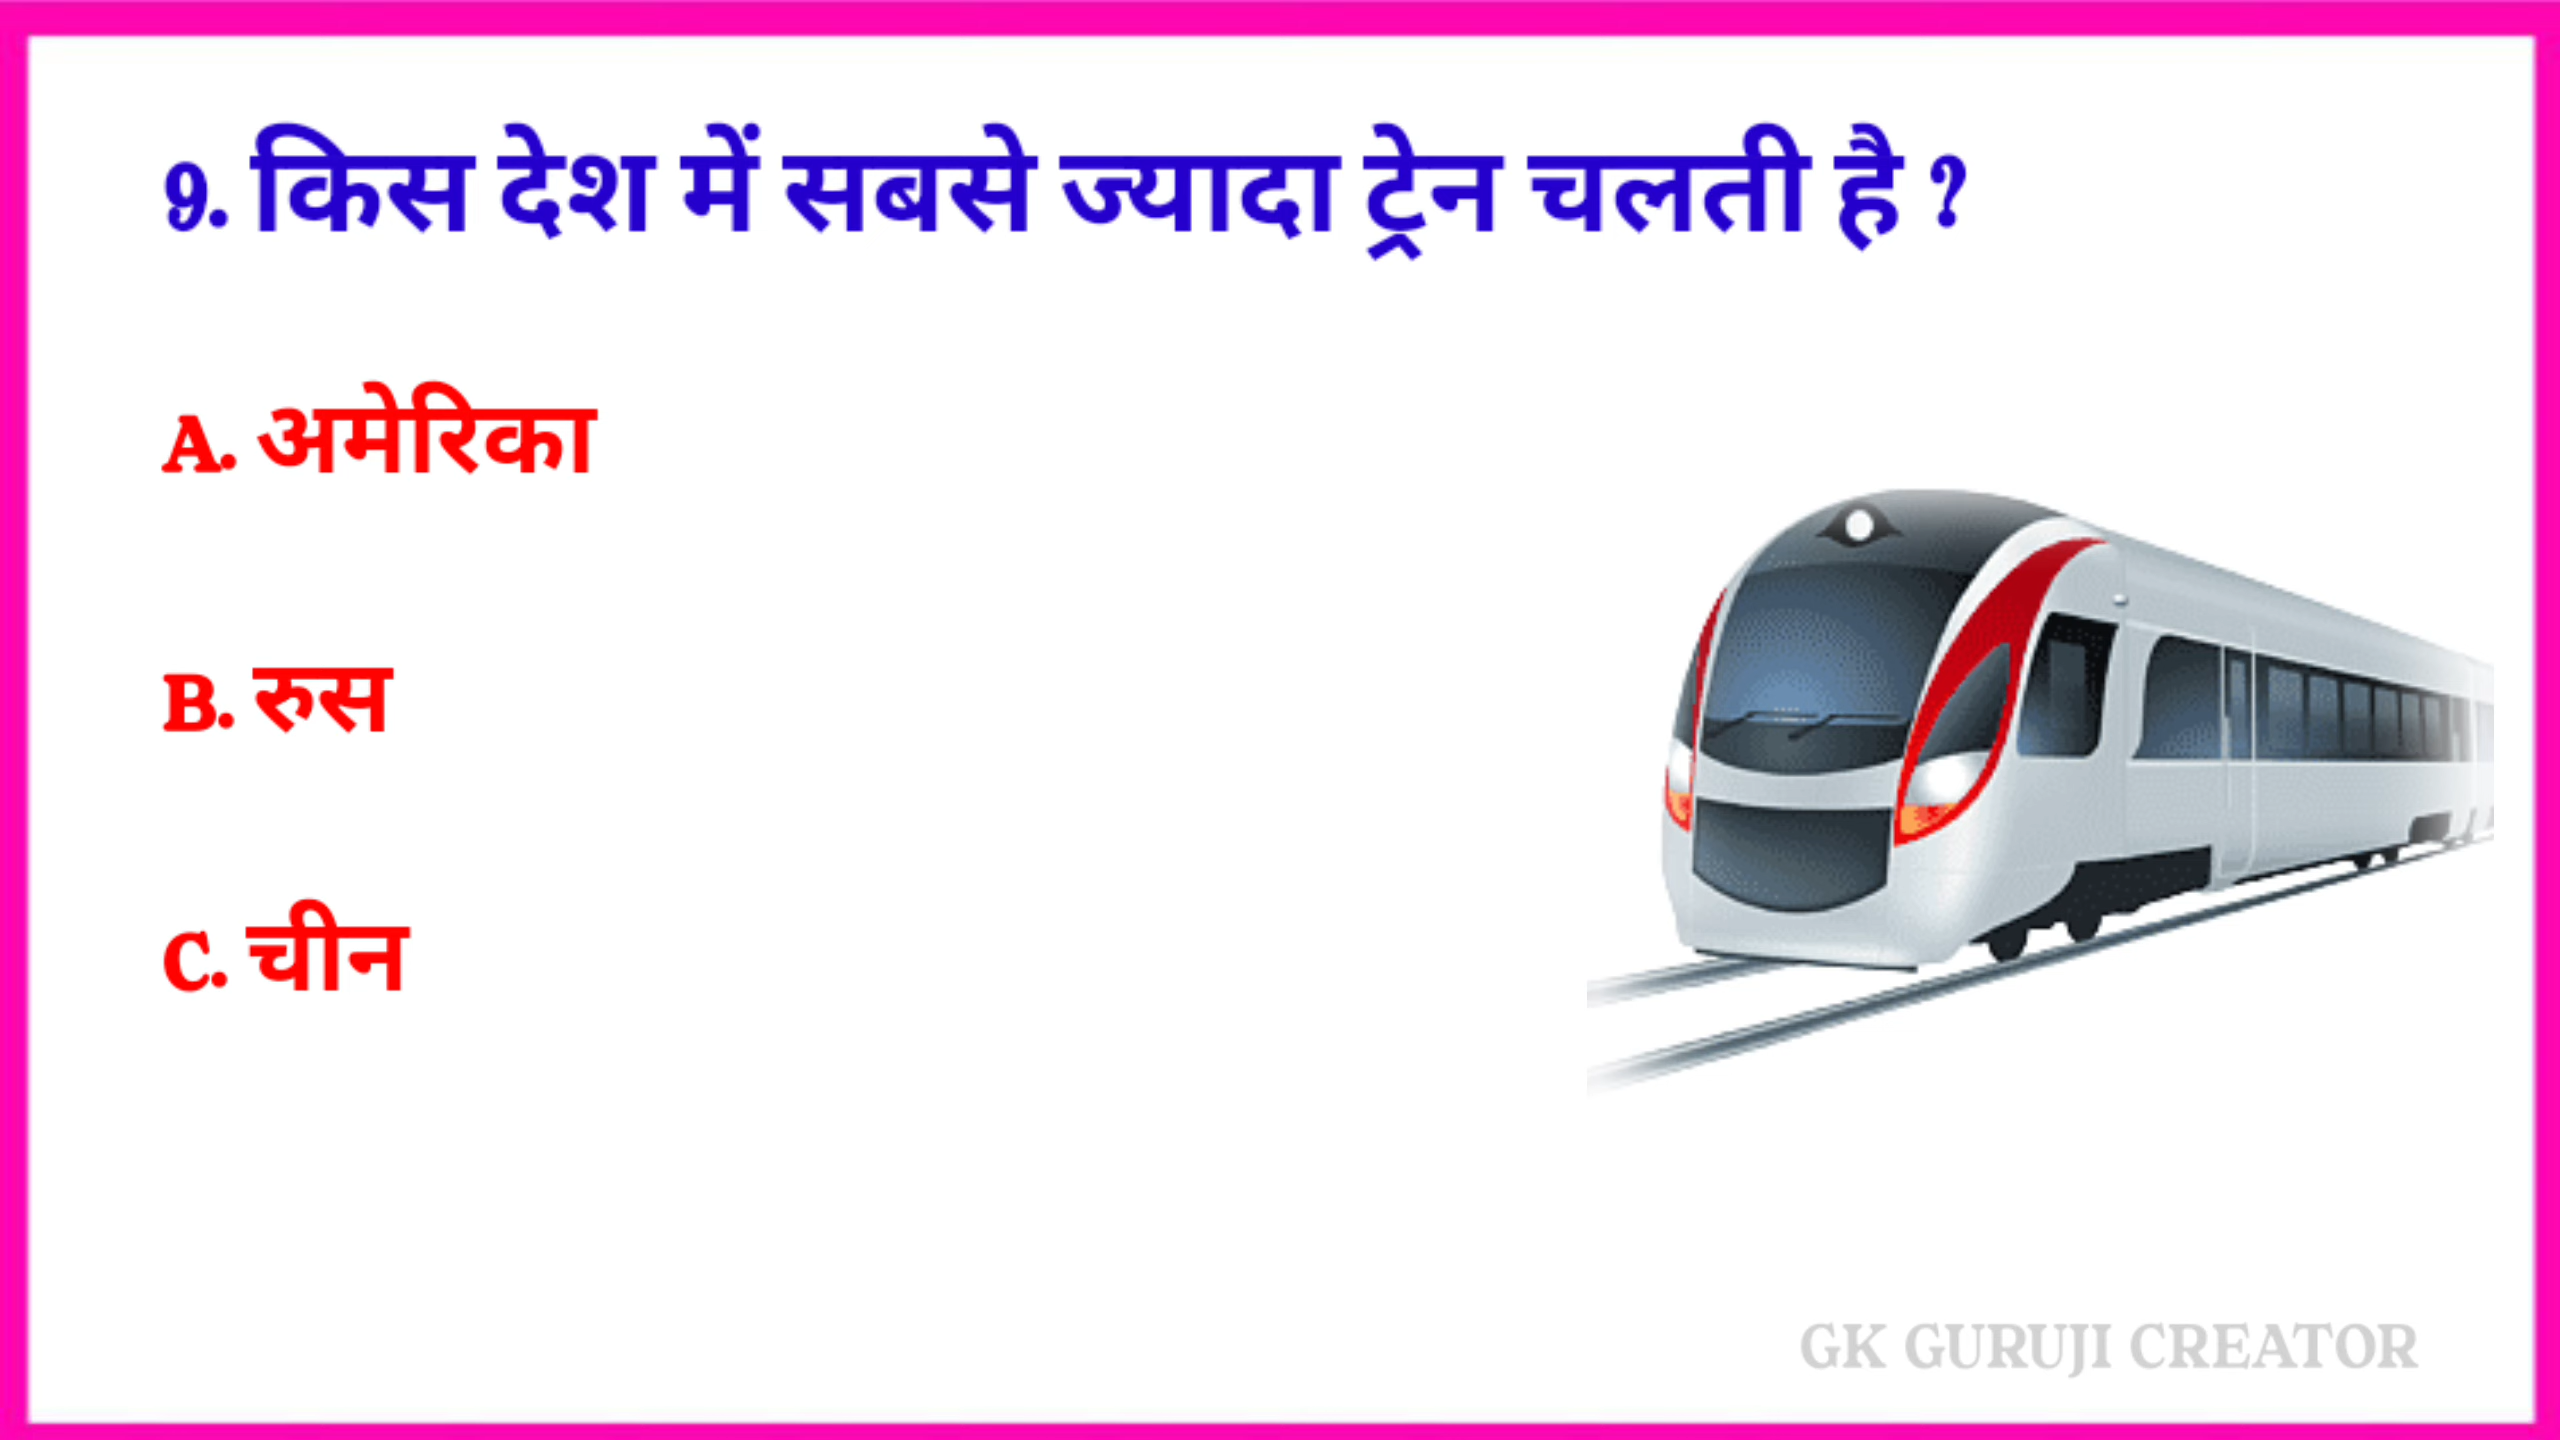 9. किस देश में सबसे ज्यादा ट्रेन चलती है ?
A. अमेरिका
B. रुस
C. चीन
GK GURUJI CREATOR